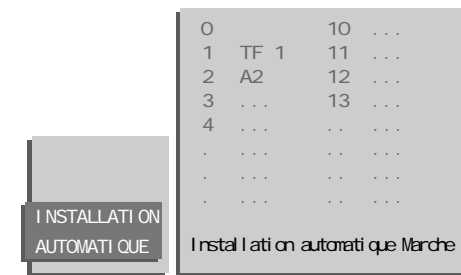 0 10 ...
1 TF 1 11 ...
2 A2 12 ...
3 ... 13 ...
4 ... .. ...
. ... .. ...
. ... .. ...
. ... .. ...
INSTALLATION
AUTOMATIQUE
Installation automatique Marche